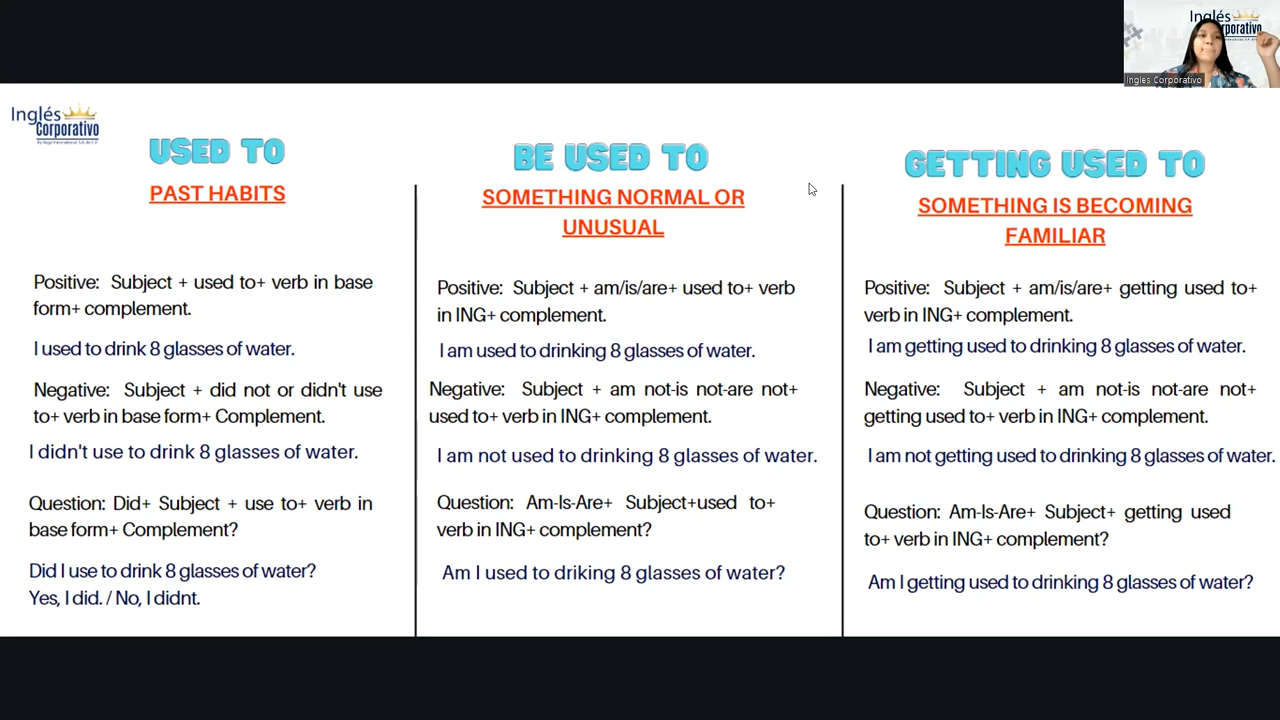 Inglés
Corporativo
Inglés Corporativo
Inglés
Corporativo
USED TO
PAST HABITS
Positive: Subject + used to+ verb in base
form+ complement.
I used to drink 8 glasses of water.
Negative: Subject + did not or didn't use
to+ verb in base form+ Complement.
I didn't use to drink 8 glasses of water.
Question: Did+ Subject + use to+ verb in
base form+ Complement?
Did I use to drink 8 glasses of water?
Yes, I did. / No, I didnt.
BE USED TO
SOMETHING NORMAL OR
UNUSUAL
Positive: Subject + am/is/are+ used to+ verb
in ING+ complement.
I am used to drinking 8 glasses of water.
Negative: Subject + am not-is not-are not+
used to+ verb in ING+ complement.
I am not used to drinking 8 glasses of water.
Question: Am-Is-Are+ Subject+used to+
verb in ING+ complement?
Am I used to driking 8 glasses of water?
GETTING USED TO
SOMETHING IS BECOMING
FAMILIAR
Positive: Subject + am/is/are+ getting used to+
verb in ING+ complement.
I am getting used to drinking 8 glasses of water.
Negative: Subject + am not-is not-are not+
getting used to+ verb in ING+ complement.
I am not getting used to drinking 8 glasses of water.
Question: Am-Is-Are+ Subject+ getting used
to+ verb in ING+ complement?
Am I getting used to drinking 8 glasses of water?